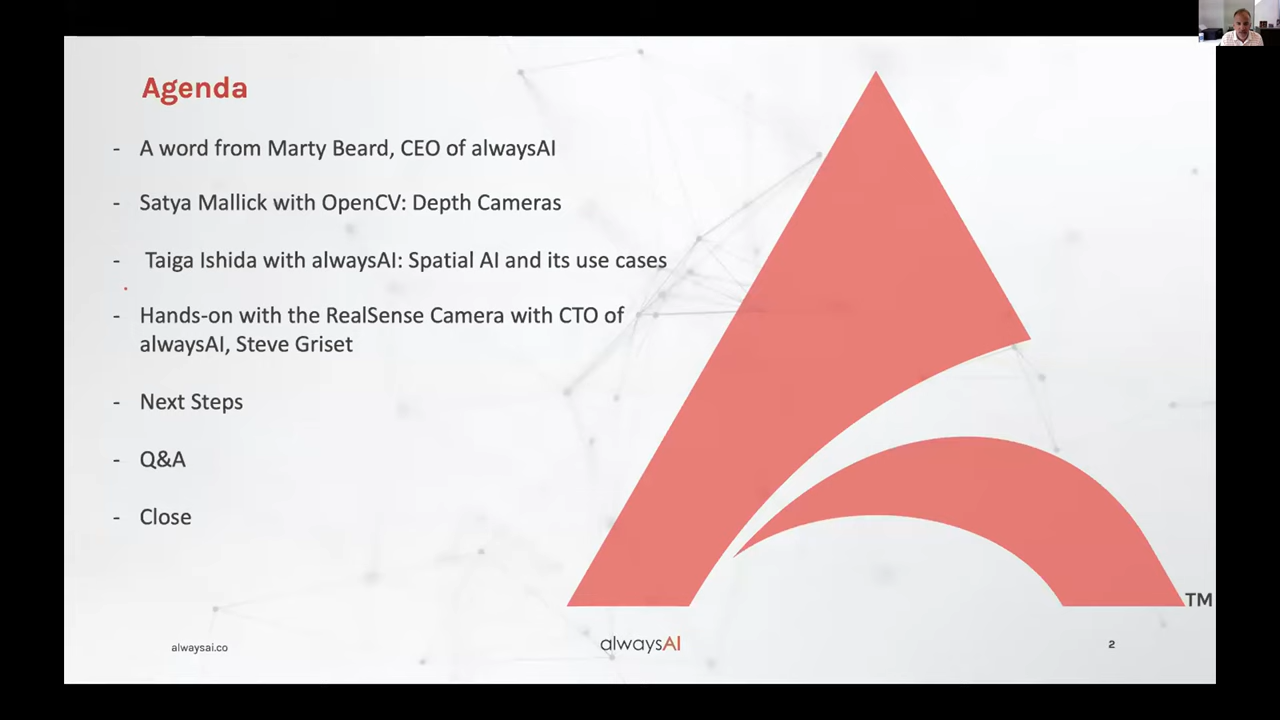 Agenda
- A word from Marty Beard, CEO of alwaysAI
- Satya Mallick with OpenCV: Depth Cameras
- Taiga Ishida with alwaysAI: Spatial AI and its use cases
- Hands-on with the RealSense Camera with CTO of
alwaysAI, Steve Griset
- Next Steps
- Q&A
- Close
TM
alwaysai.co
alwaysAI
2